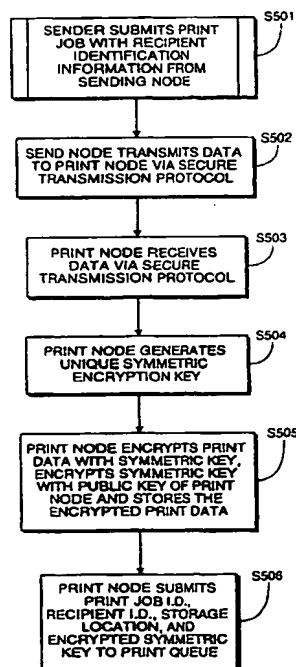 S501
SENDER SUBMITS PRINT
JOB WITH RECIPIENT
IDENTIFICATION
INFORMATION FROM
SENDING NODE
S502
SEND NODE TRANSMITS DATA
TO PRINT NODE VIA SECURE
TRANSMISSION PROTOCOL
S503
PRINT NODE RECEIVES
DATA VIA SECURE
TRANSMISSION PROTOCOL
S504
PRINT NODE GENERATES
UNIQUE SYMMETRIC
ENCRYPTION KEY
S505
PRINT NODE ENCRYPTS PRINT
DATA WITH SYMMETRIC KEY,
ENCRYPTS SYMMETRIC KEY
WITH PUBLIC KEY OF PRINT
NODE AND STORES THE
ENCRYPTED PRINT DATA
S506
PRINT NODE SUBMITS
PRINT JOB I.D.,
RECIPIENT I.D., STORAGE
LOCATION, AND
ENCRYPTED SYMMETRIC
KEY TO PRINT QUEUE